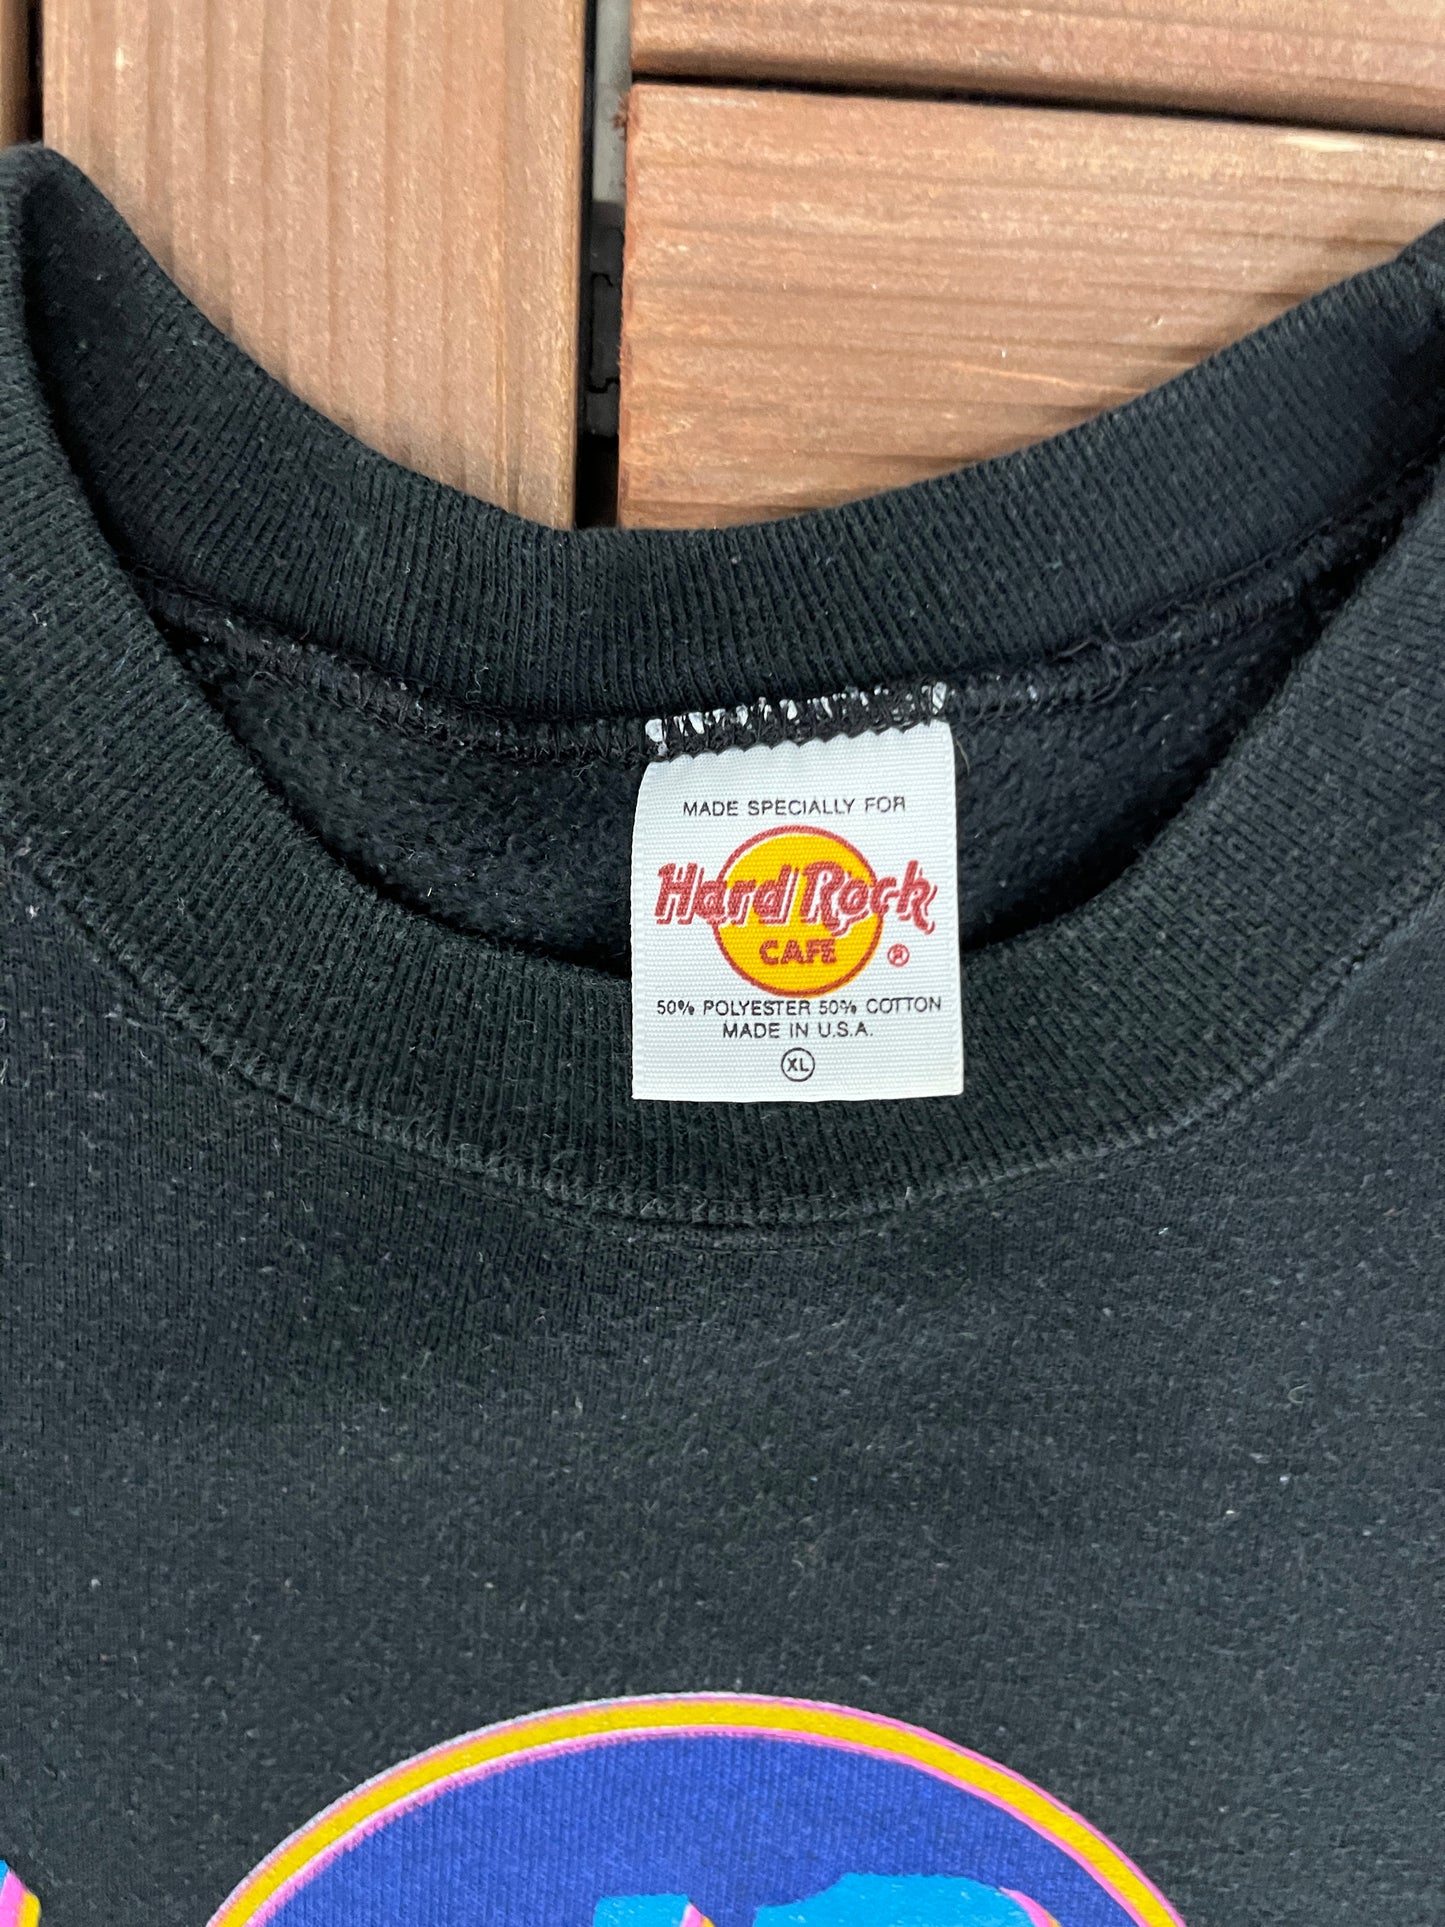 MADE SPECIALLY FOR
Hard Rock
CAFE ®
50% POLYESTER 50% COTTON
MADE IN U.S.A.
XL